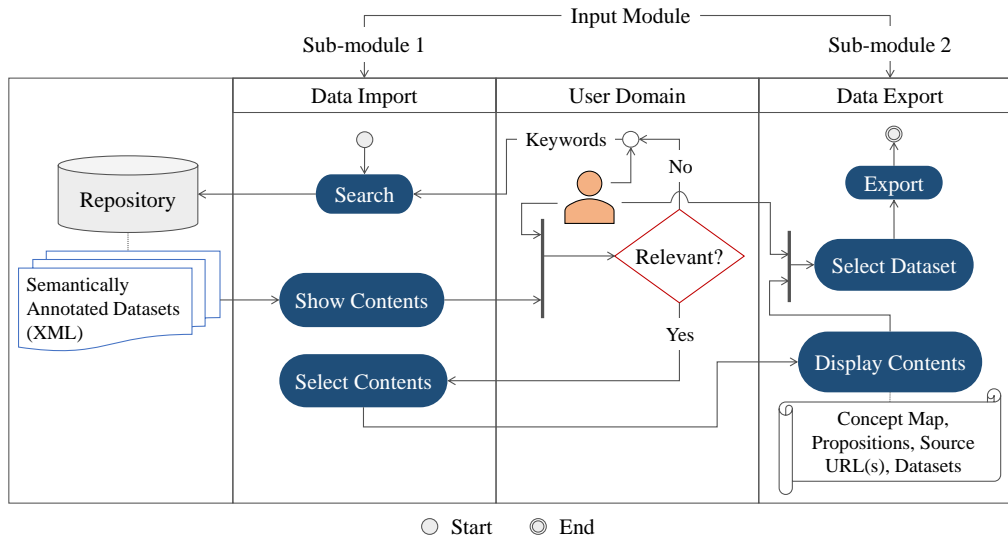 Input Module
Sub-module 1
Sub-module 2
Data Import
User Domain
Data Export
Keywords
No
Repository
Search
Export
Relevant?
Select Dataset
Semantically
Annotated Datasets
(XML)
Show Contents
Yes
Select Contents
Display Contents
Concept Map,
Propositions, Source
URL(s), Datasets
Start
End